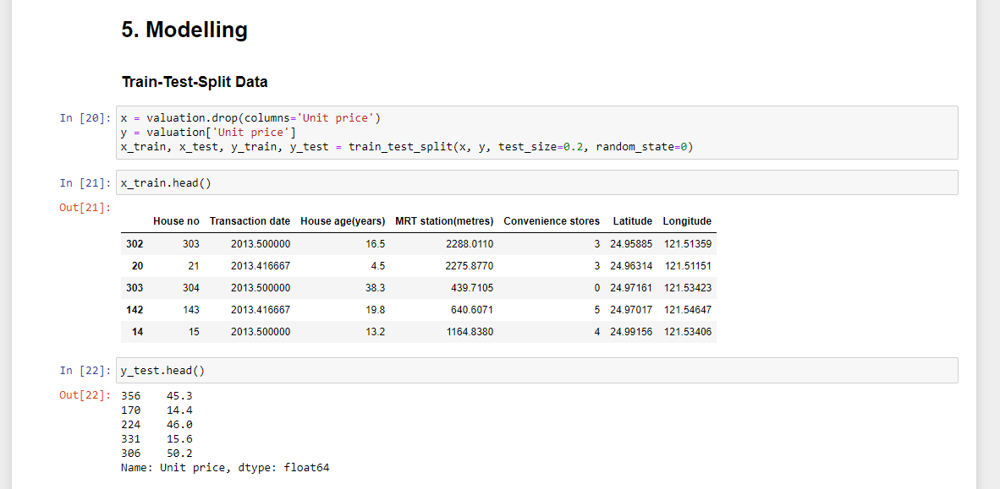 5. Modelling
Train-Test-Split Data
In [20]: x = valuation.drop(columns='Unit price')
y = valuation['Unit price']
x_train, x_test, y_train, y_test = train_test_split(x, y, test_size=0.2, random_state=0)
In [21]: x_train.head()
Out[21]:
House no Transaction date House age(years) MRT station(metres) Convenience stores Latitude Longitude
302 303 2013.500000 16.5 2288.0110 3 24.95885 121.51359
20 21 2013.416667 4.5 2275.8770 3 24.96314 121.51151
303 304 2013.500000 38.3 439.7105 0 24.97161 121.53423
142 143 2013.416667 19.8 640.6071 5 24.97017 121.54647
14 15 2013.500000 13.2 1164.8380 4 24.99156 121.53406
In [22]: y_test.head()
Out[22]: 356 45.3
170 14.4
224 46.0
331 15.6
306 50.2
Name: Unit price, dtype: float64